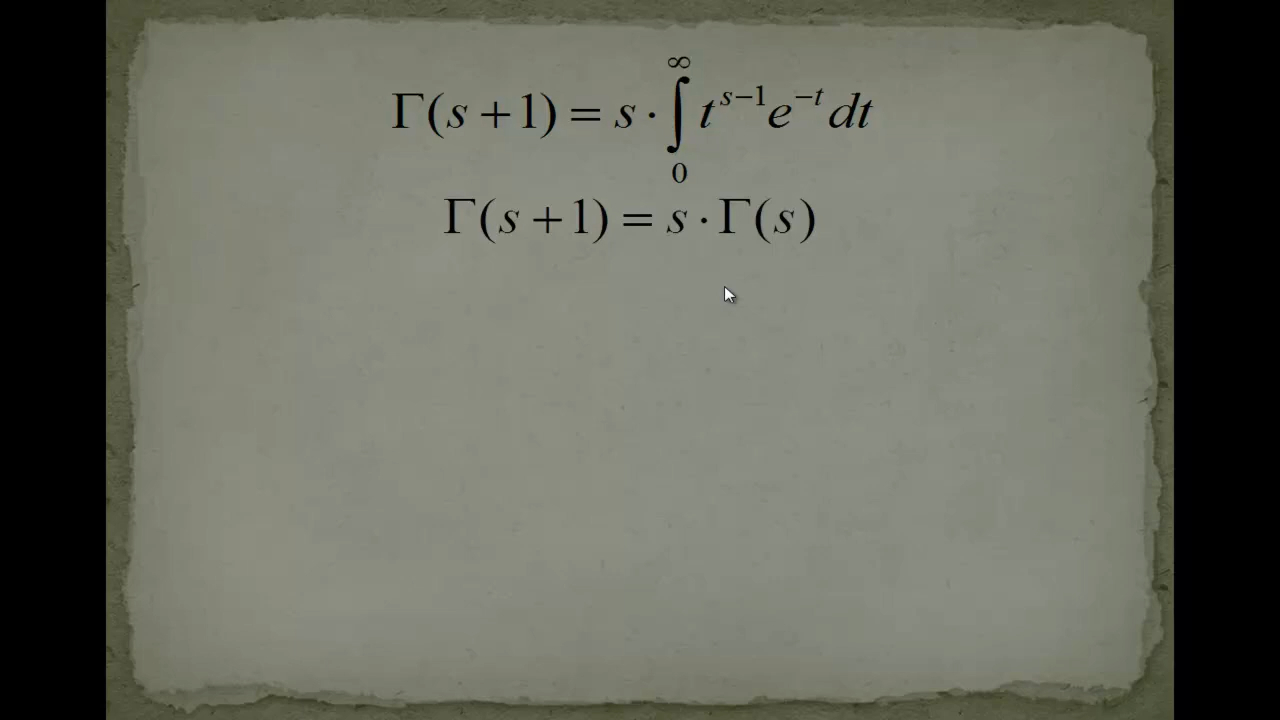 Γ(s+1) = s · ∫₀^∞ t^{s−1} e^{−t} dt
Γ(s+1) = s · Γ(s)